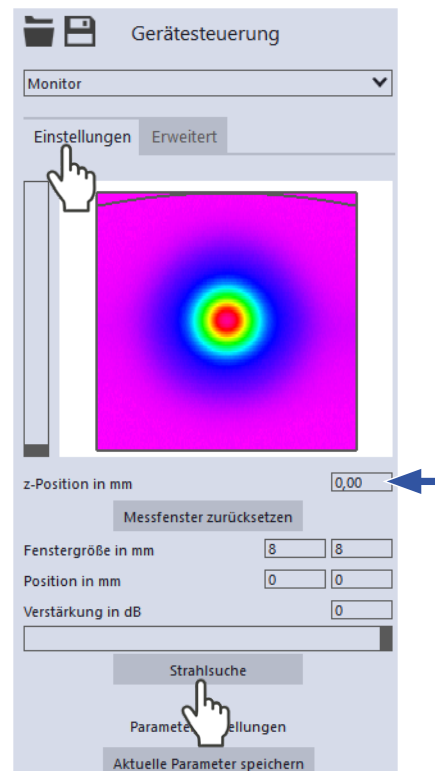 Gerätesteuerung
Monitor
Einstellungen Erweitert
z-Position in mm 0,00
Messfenster zurücksetzen
Fenstergröße in mm 8 8
Position in mm 0 0
Verstärkung in dB 0
Strahlsuche
Aktuelle Parameter speichern